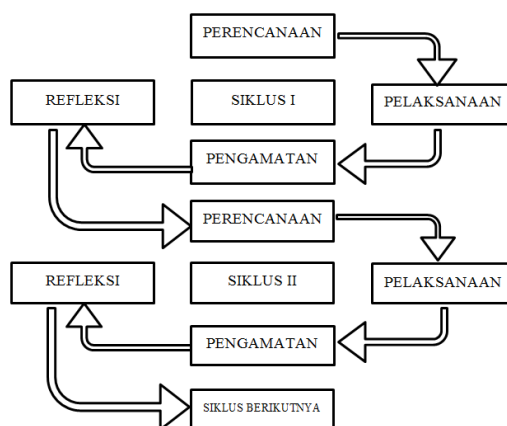 PERENCANAAN
REFLEKSI
SIKLUS I
PELAKSANAAN
PENGAMATAN
PERENCANAAN
REFLEKSI
SIKLUS II
PELAKSANAAN
PENGAMATAN
SIKLUS BERIKUTNYA